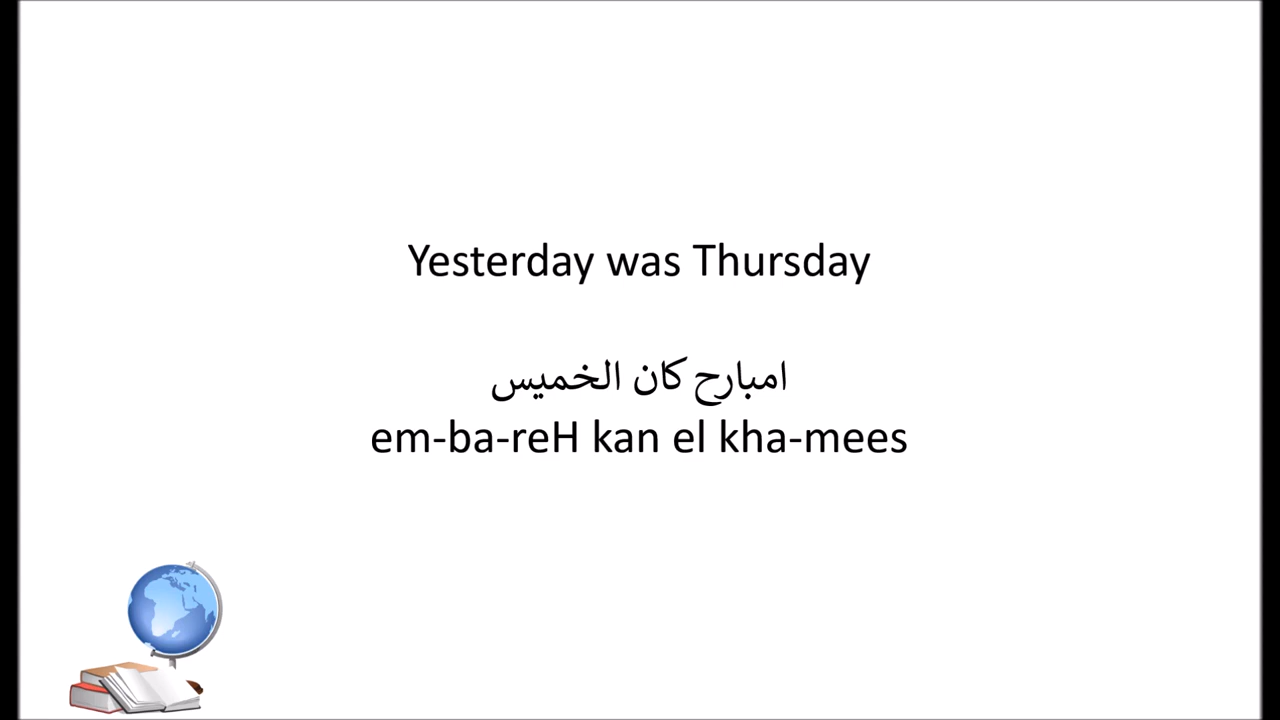 Yesterday was Thursday
امبارح كان الخميس
em-ba-reH kan el kha-mees